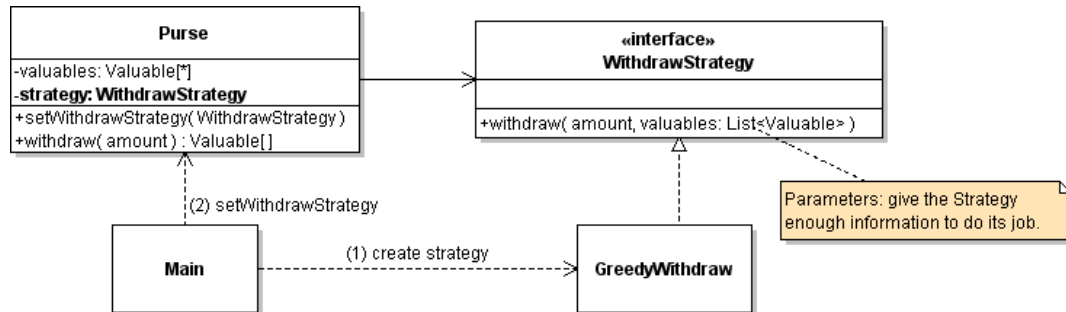 Purse
-valuables: Valuable[*]
-strategy: WithdrawStrategy
+setWithdrawStrategy( WithdrawStrategy )
+withdraw( amount ) : Valuable[ ]
«interface»
WithdrawStrategy
+withdraw( amount, valuables: List<Valuable> )
Parameters: give the Strategy
enough information to do its job.
(2) setWithdrawStrategy
Main
(1) create strategy
GreedyWithdraw